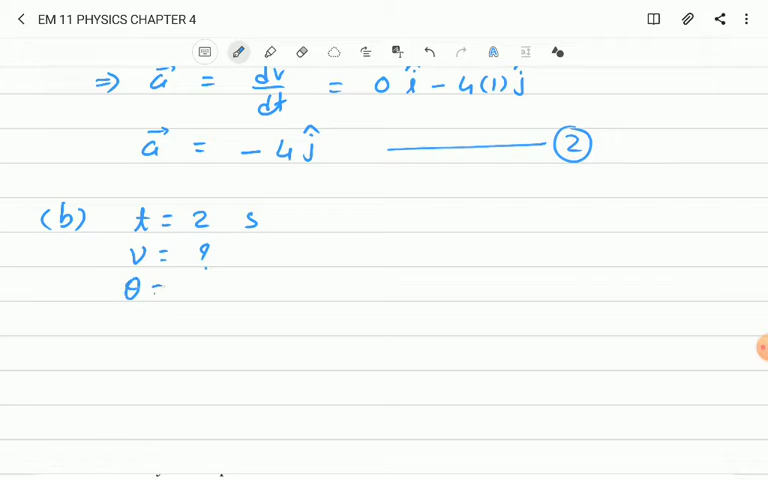 EM 11 PHYSICS CHAPTER 4
⇒ a⃗ = dv/dt = 0 î − 4(1) ĵ
a⃗ = − 4 ĵ ——— ②
(b) t = 2 s
v = ?
θ =